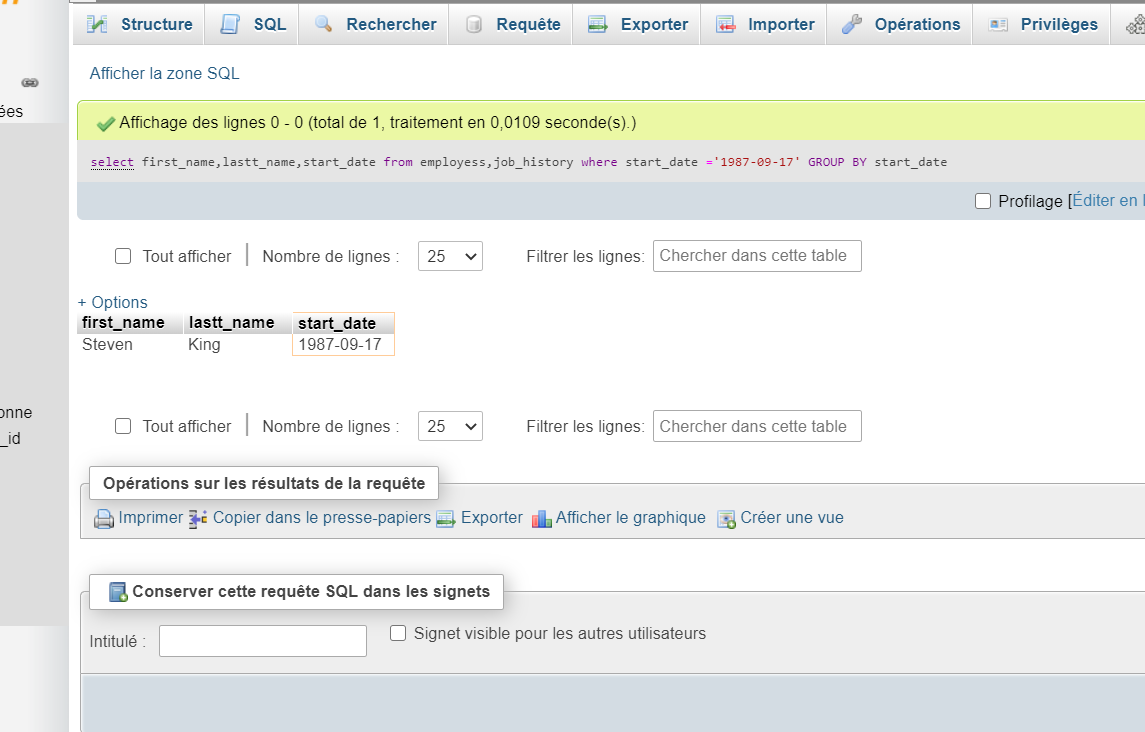 Structure SQL Rechercher Requête Exporter Importer Opérations Privilèges
Afficher la zone SQL
ées
Affichage des lignes 0 - 0 (total de 1, traitement en 0,0109 seconde(s).)
select first_name,lastt_name,start_date from employess,job_history where start_date ='1987-09-17' GROUP BY start_date
Profilage [Éditer en
Tout afficher Nombre de lignes : 25 Filtrer les lignes: Chercher dans cette table
+ Options
first_name lastt_name start_date
Steven King 1987-09-17
onne
Tout afficher Nombre de lignes : 25 Filtrer les lignes: Chercher dans cette table
_id
Opérations sur les résultats de la requête
Imprimer Copier dans le presse-papiers Exporter Afficher le graphique Créer une vue
Conserver cette requête SQL dans les signets
Intitulé : Signet visible pour les autres utilisateurs